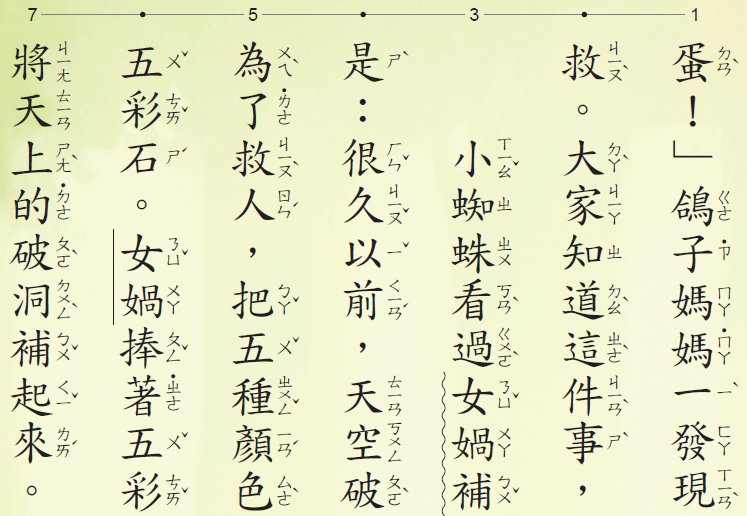 7 5 3 1
蛋！」鴿子媽媽一發現
救。大家知道這件事，
小蜘蛛看過女媧補
是：很久以前，天空破
為了救人，把五種顏色
五彩石。女媧捧著五彩
將天上的破洞補起來。